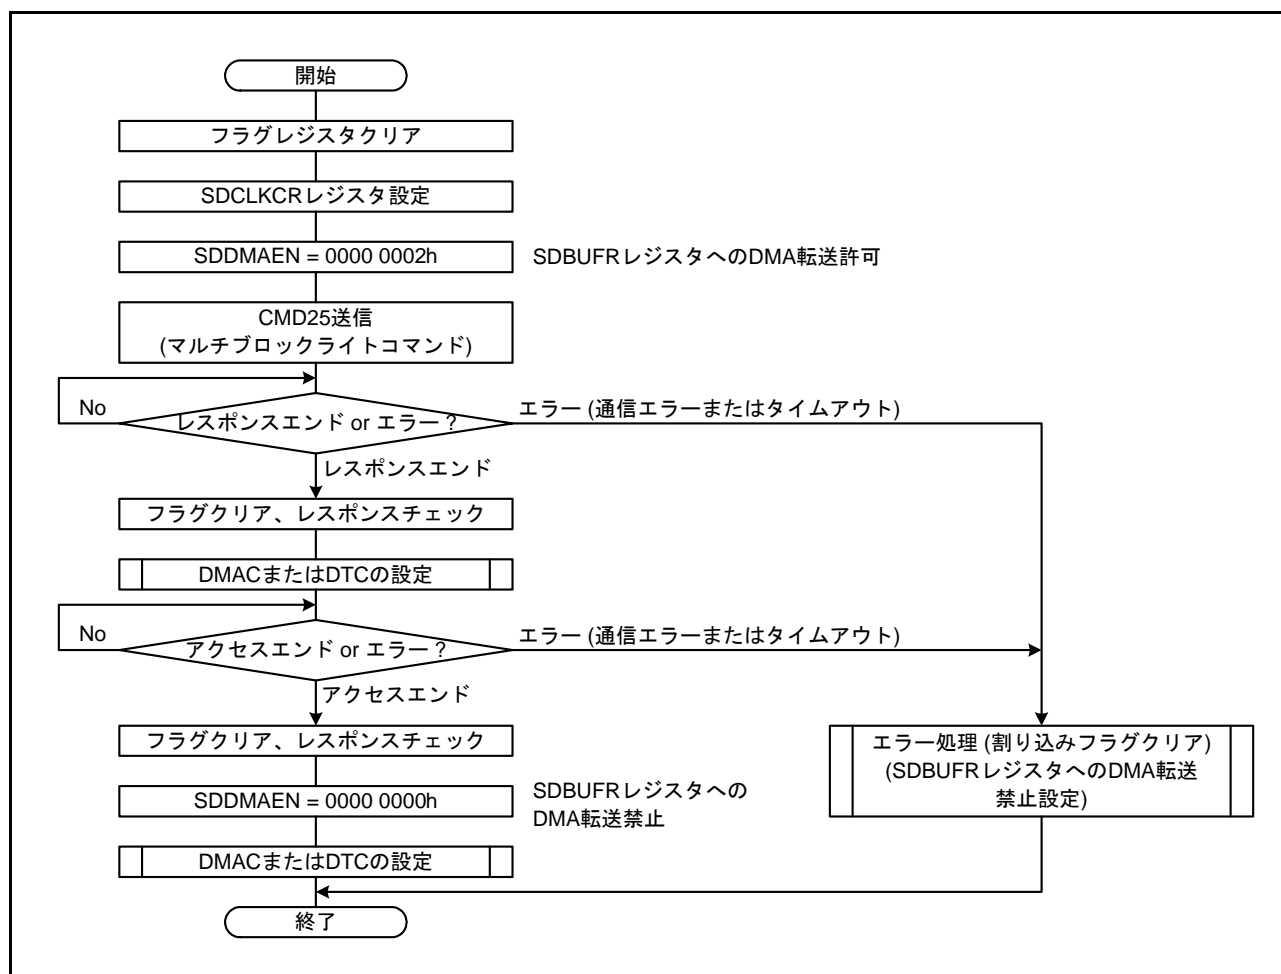 開始
フラグレジスタクリア
SDCLKCRレジスタ設定
SDDMAEN = 0000 0002h
SDBUFRレジスタへのDMA転送許可
CMD25送信
(マルチブロックライトコマンド)
No
レスポンスエンド or エラー ?
エラー (通信エラーまたはタイムアウト)
レスポンスエンド
フラグクリア、レスポンスチェック
DMACまたはDTCの設定
No
アクセスエンド or エラー ?
エラー (通信エラーまたはタイムアウト)
アクセスエンド
フラグクリア、レスポンスチェック
エラー処理 (割り込みフラグクリア)
(SDBUFRレジスタへのDMA転送
禁止設定)
SDDMAEN = 0000 0000h
SDBUFRレジスタへの
DMA転送禁止
DMACまたはDTCの設定
終了